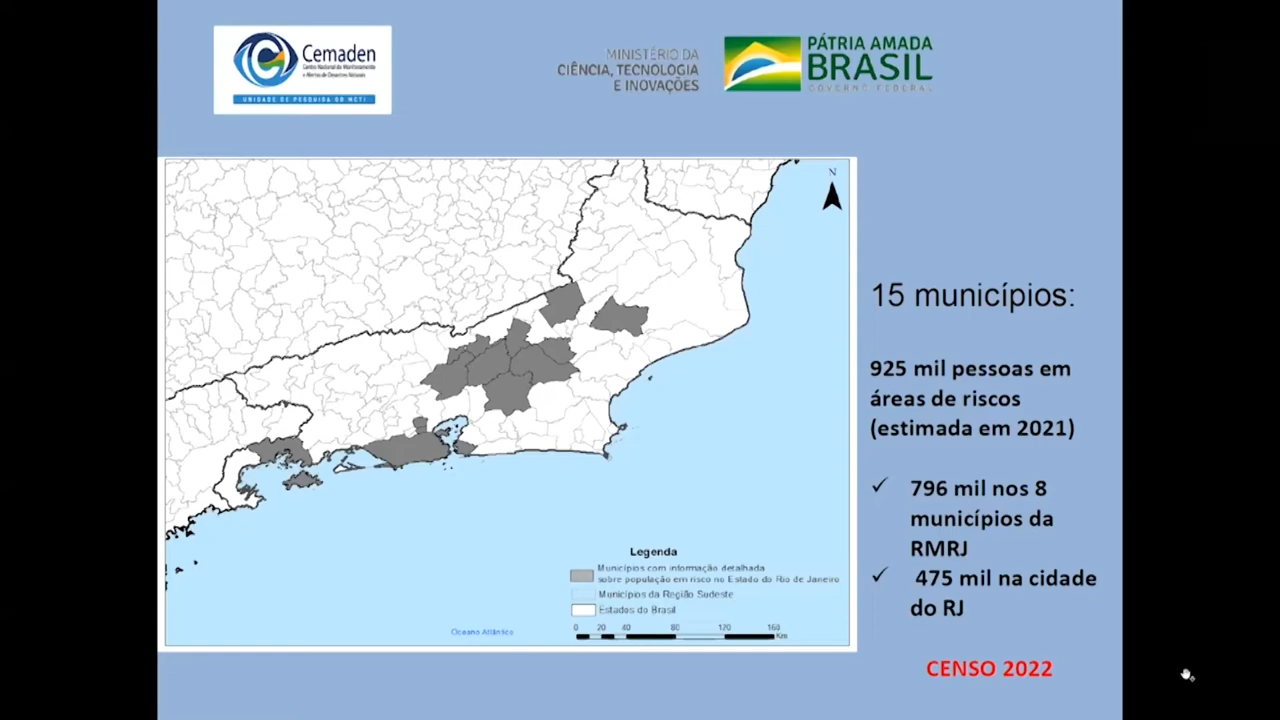 Cemaden
Centro Nacional de Monitoramento
e Alertas de Desastres Naturais
UNIDADE DE PESQUISA DO MCTI
MINISTÉRIO DA
CIÊNCIA, TECNOLOGIA
E INOVAÇÕES
PÁTRIA AMADA
BRASIL
GOVERNO FEDERAL
N
15 municípios:
925 mil pessoas em
áreas de riscos
(estimada em 2021)
✓ 796 mil nos 8
municípios da
RMRJ
✓ 475 mil na cidade
do RJ
CENSO 2022
Legenda
Municípios com informação detalhada
sobre população em risco no Estado do Rio de Janeiro
Municípios da Região Sudeste
Estados do Brasil
0 20 40 80 120 160
Km
Oceano Atlântico